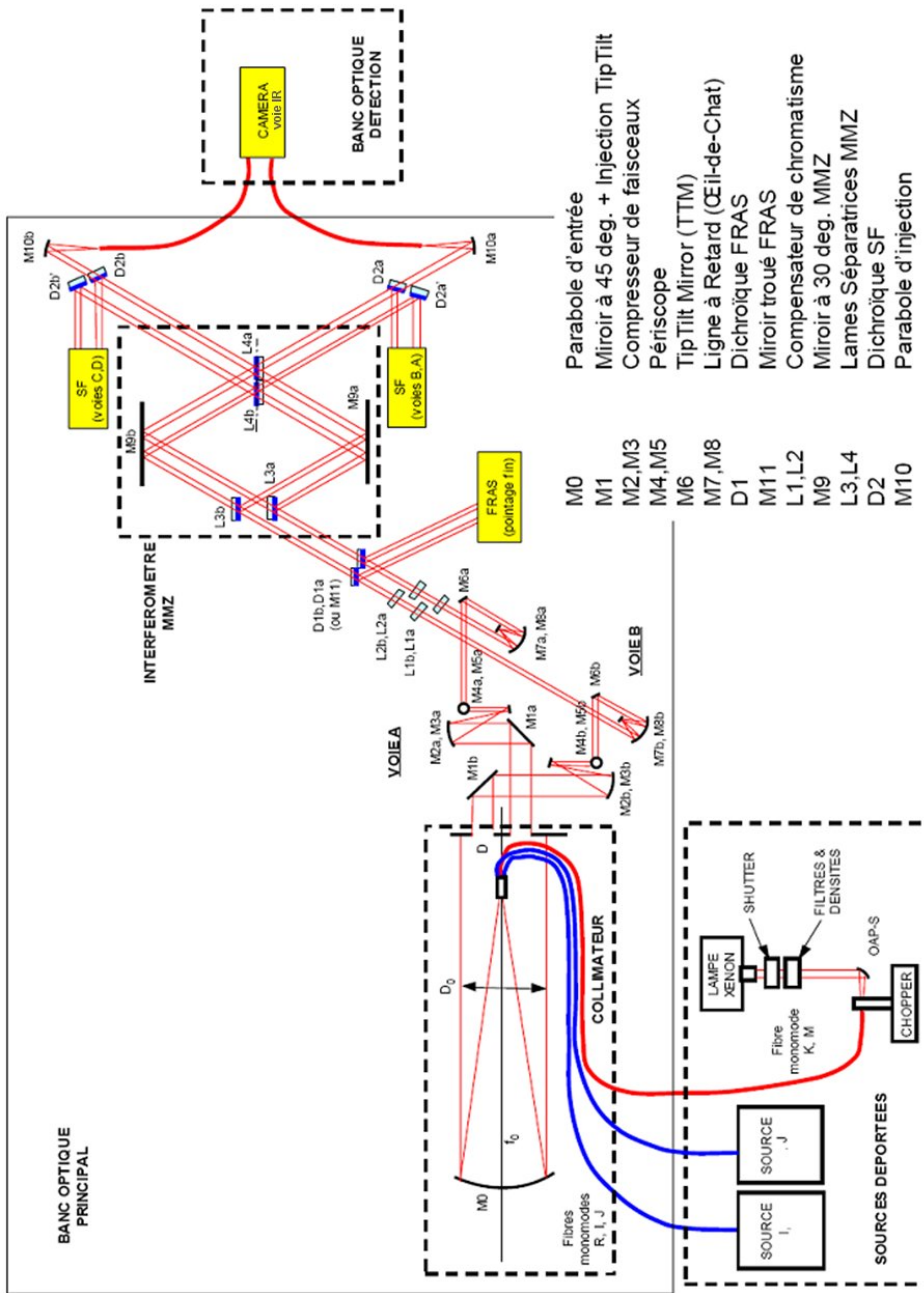 BANC OPTIQUE
PRINCIPAL
INTERFEROMETRE
MMZ
BANC OPTIQUE
DETECTION
CAMERA
voie IR
M10b
D2b'
D2b
SF
(voies C,D)
M9b
L4b
L4a
D2a
D2a'
M10a
SF
(voies B,A)
M9a
L3b
L3a
D1b,D1a
(ou M11)
FRAS
(pointage fin)
L2b,L2a
L1b,L1a
M6a
M7a, M8a
M4a, M5a
VOIE A
M2a, M3a
M1a
M1b
VOIE B
M6b
M4b, M5b
M7b, M8b
M2b, M3b
D
D0
COLLIMATEUR
f0
M0
Fibres
monomodes
R, I, J
SHUTTER
FILTRES &
DENSITES
LAMPE
XENON
OAP-S
Fibre
monomode
K, M
CHOPPER
SOURCE
J
SOURCE
I,
SOURCES DEPORTEES
M0 Parabole d'entrée
M1 Miroir à 45 deg. + Injection TipTilt
M2,M3 Compresseur de faisceaux
M4,M5 Périscope
M6 TipTilt Mirror (TTM)
M7,M8 Ligne à Retard (Œil-de-Chat)
D1 Dichroïque FRAS
M11 Miroir troué FRAS
L1,L2 Compensateur de chromatisme
M9 Miroir à 30 deg. MMZ
L3,L4 Lames Séparatrices MMZ
D2 Dichroïque SF
M10 Parabole d'injection